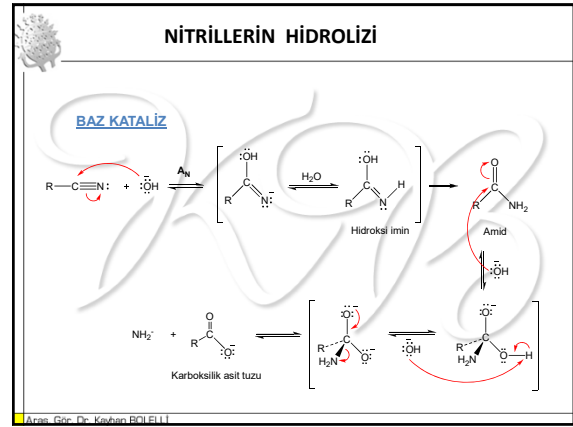 NİTRİLLERİN HİDROLİZİ
BAZ KATALİZ
R C N: + :ÖH A_N :ÖH C R N: H2O :ÖH C R N H O C R NH2
Hidroksi imin
Amid
:ÖH
NH2- + O C R O: :O: R C O: H2N :ÖH :O: R C O H H2N
Karboksilik asit tuzu
Araş. Gör. Dr. Kayhan BOLELLİ